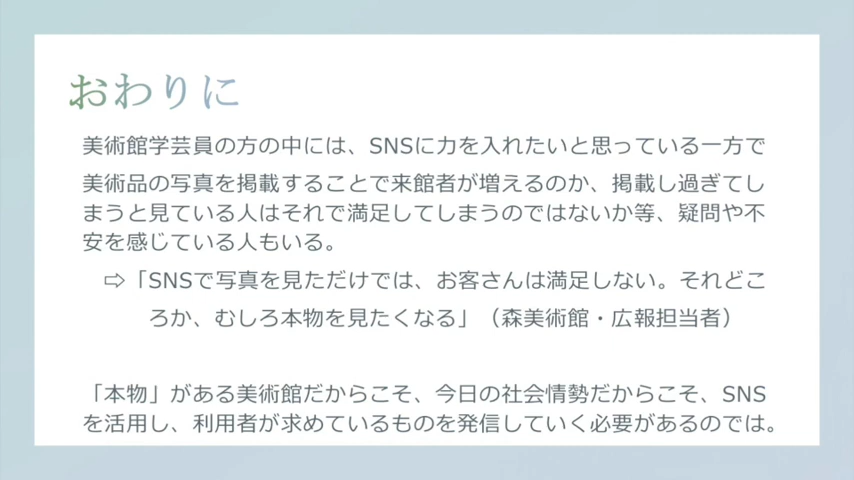 おわりに
美術館学芸員の方の中には、SNSに力を入れたいと思っている一方で
美術品の写真を掲載することで来館者が増えるのか、掲載し過ぎてし
まうと見ている人はそれで満足してしまうのではないか等、疑問や不
安を感じている人もいる。
⇨「SNSで写真を見ただけでは、お客さんは満足しない。それどこ
ろか、むしろ本物を見たくなる」（森美術館・広報担当者）
「本物」がある美術館だからこそ、今日の社会情勢だからこそ、SNS
を活用し、利用者が求めているものを発信していく必要があるのでは。